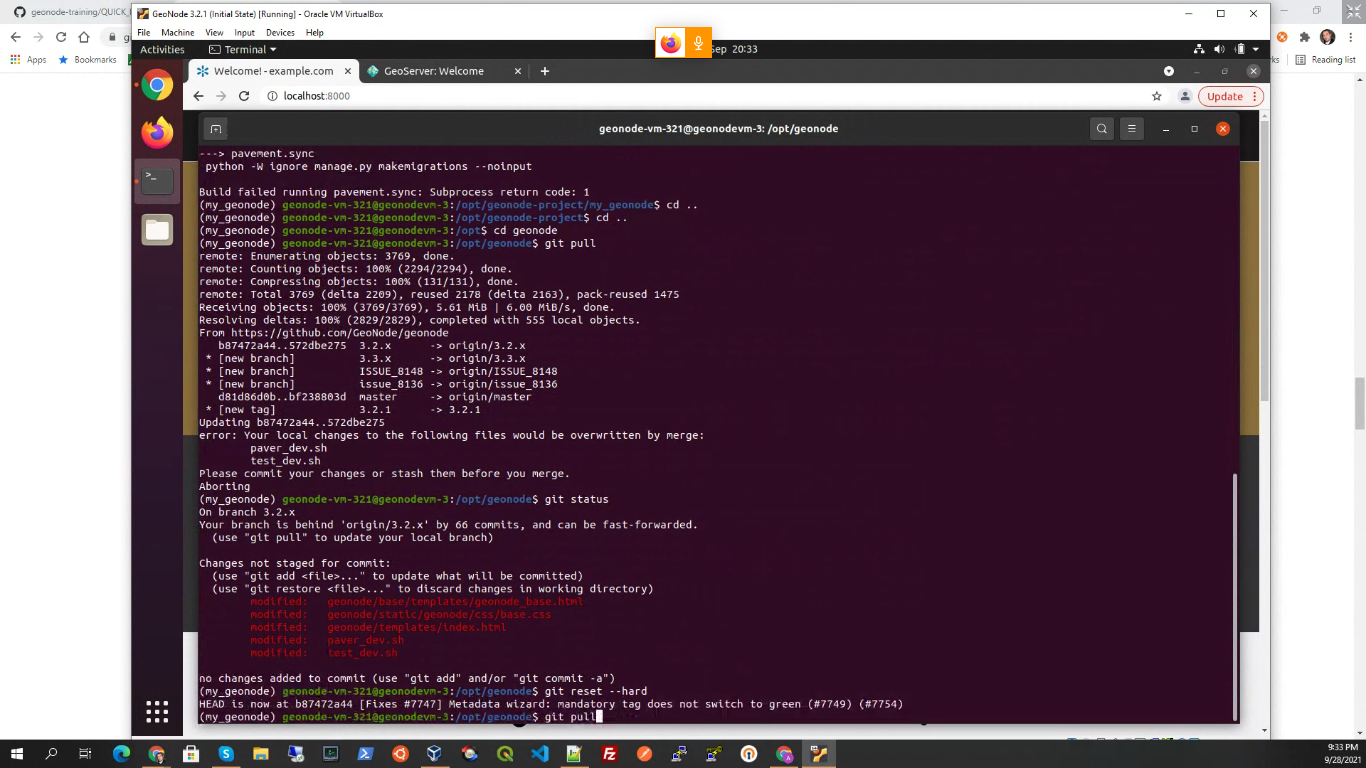 geonode-training/QUICK_
GeoNode 3.2.1 (Initial State) [Running] - Oracle VM VirtualBox
File Machine View Input Devices Help
Activities
Terminal
Sep 20:33
Apps
Bookmarks
Reading list
Welcome! - example.com
GeoServer: Welcome
localhost:8000
Update
geonode-vm-321@geonodevm-3: /opt/geonode
---> pavement.sync
python -W ignore manage.py makemigrations --noinput
Build failed running pavement.sync: Subprocess return code: 1
(my_geonode) geonode-vm-321@geonodevm-3:/opt/geonode-project/my_geonode$ cd ..
(my_geonode) geonode-vm-321@geonodevm-3:/opt/geonode-project$ cd ..
(my_geonode) geonode-vm-321@geonodevm-3:/opt$ cd geonode
(my_geonode) geonode-vm-321@geonodevm-3:/opt/geonode$ git pull
remote: Enumerating objects: 3769, done.
remote: Counting objects: 100% (2294/2294), done.
remote: Compressing objects: 100% (131/131), done.
remote: Total 3769 (delta 2209), reused 2178 (delta 2163), pack-reused 1475
Receiving objects: 100% (3769/3769), 5.61 MiB | 6.00 MiB/s, done.
Resolving deltas: 100% (2829/2829), completed with 555 local objects.
From https://github.com/GeoNode/geonode
b87472a44..572dbe275 3.2.x -> origin/3.2.x
* [new branch] 3.3.x -> origin/3.3.x
* [new branch] ISSUE_8148 -> origin/ISSUE_8148
* [new branch] issue_8136 -> origin/issue_8136
d81d86d0b..bf238803d master -> origin/master
* [new tag] 3.2.1 -> 3.2.1
Updating b87472a44..572dbe275
error: Your local changes to the following files would be overwritten by merge:
paver_dev.sh
test_dev.sh
Please commit your changes or stash them before you merge.
Aborting
(my_geonode) geonode-vm-321@geonodevm-3:/opt/geonode$ git status
On branch 3.2.x
Your branch is behind 'origin/3.2.x' by 66 commits, and can be fast-forwarded.
(use "git pull" to update your local branch)
Changes not staged for commit:
(use "git add <file>..." to update what will be committed)
(use "git restore <file>..." to discard changes in working directory)
modified: geonode/base/templates/geonode_base.html
modified: geonode/static/geonode/css/base.css
modified: geonode/templates/index.html
modified: paver_dev.sh
modified: test_dev.sh
no changes added to commit (use "git add" and/or "git commit -a")
(my_geonode) geonode-vm-321@geonodevm-3:/opt/geonode$ git reset --hard
HEAD is now at b87472a44 [Fixes #7747] Metadata wizard: mandatory tag does not switch to green (#7749) (#7754)
(my_geonode) geonode-vm-321@geonodevm-3:/opt/geonode$ git pull
9:33 PM
9/28/2021